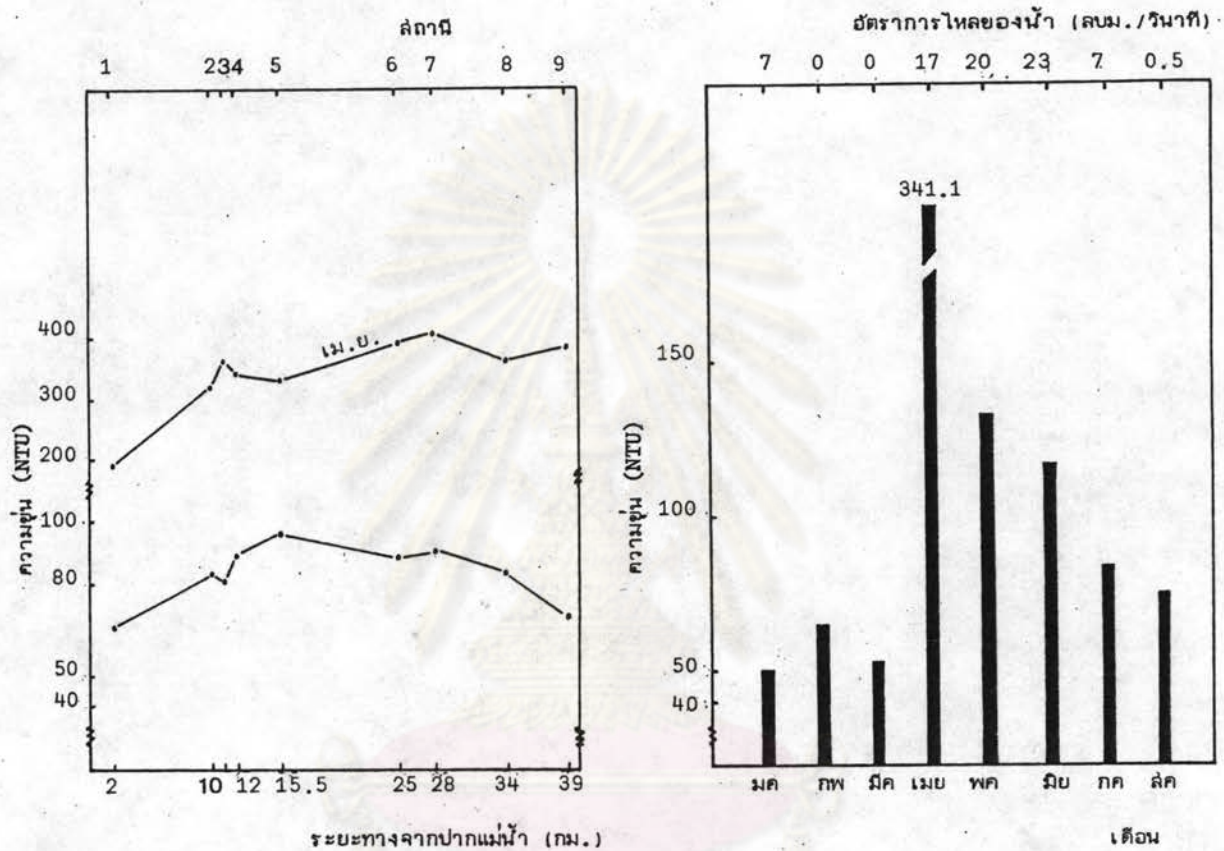 สถานี
1 2 3 4 5 6 7 8 9
400
300
200
100
80
50
40
ความขุ่น (NTU)
เม.ย.
2 10 12 15.5 25 28 34 39
ระยะทางจากปากแม่น้ำ (กม.)
อัตราการไหลของน้ำ (ลบม./วินาที)
7 0 0 17 20 23 7 0.5
341.1
150
100
50
40
ความขุ่น (NTU)
มค กพ มีค เมย พค มิย กค สค
เดือน